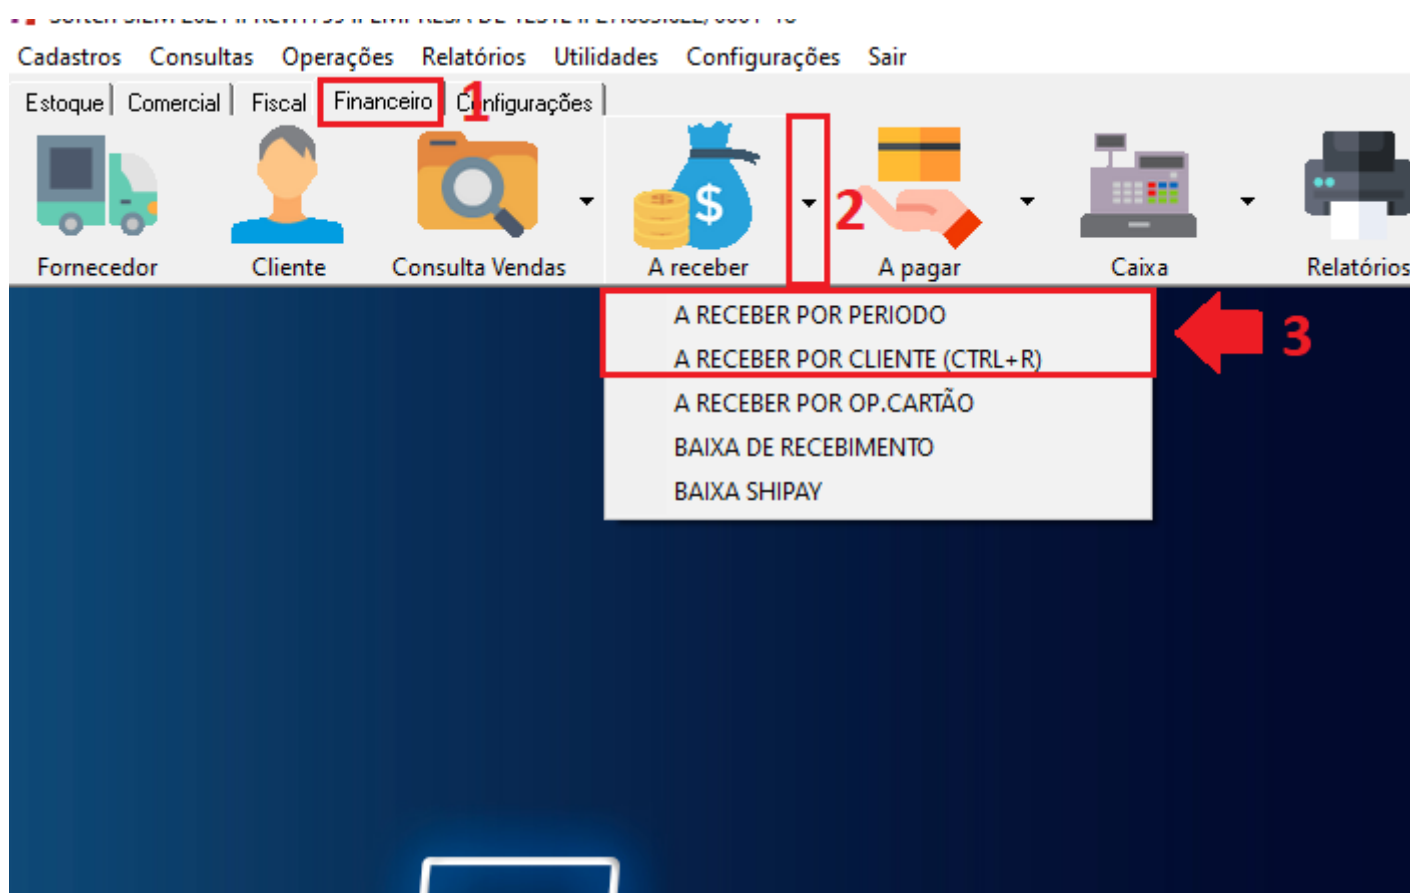 Cadastros Consultas Operações Relatórios Utilidades Configurações Sair
Estoque Comercial Fiscal Financeiro 1 Configurações
2
$
Fornecedor Cliente Consulta Vendas A receber A pagar Caixa Relatórios
A RECEBER POR PERIODO
3
A RECEBER POR CLIENTE (CTRL+R)
A RECEBER POR OP.CARTÃO
BAIXA DE RECEBIMENTO
BAIXA SHIPAY